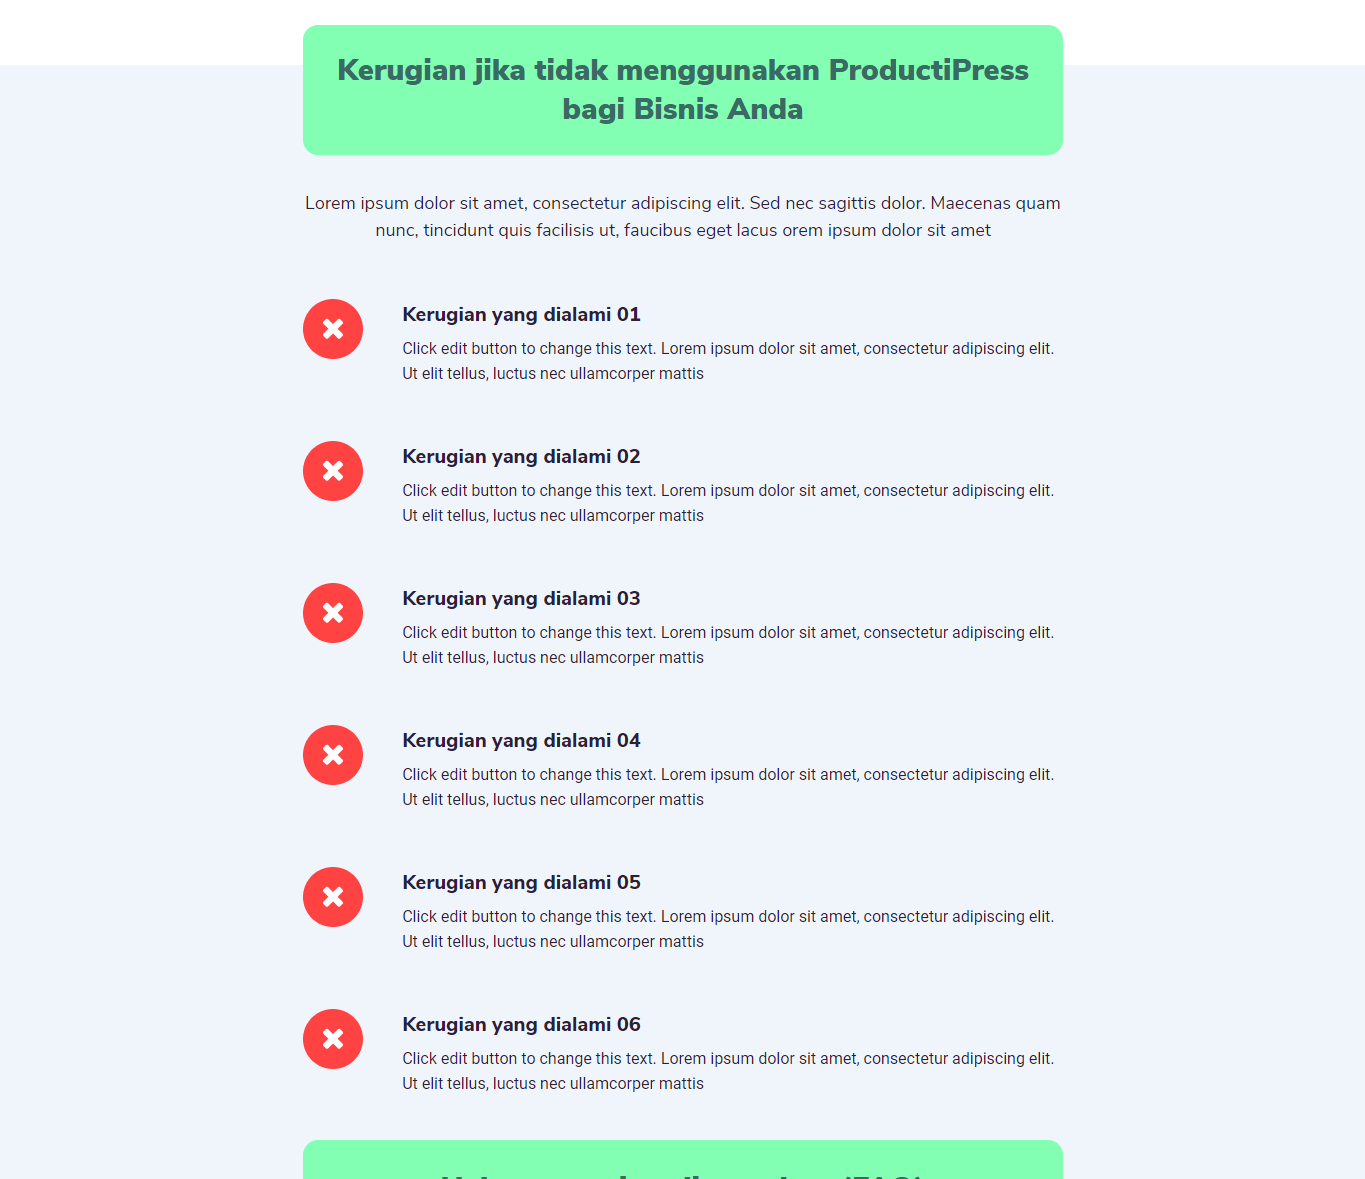 Kerugian jika tidak menggunakan ProductiPress
bagi Bisnis Anda
Lorem ipsum dolor sit amet, consectetur adipiscing elit. Sed nec sagittis dolor. Maecenas quam
nunc, tincidunt quis facilisis ut, faucibus eget lacus orem ipsum dolor sit amet
Kerugian yang dialami 01
Click edit button to change this text. Lorem ipsum dolor sit amet, consectetur adipiscing elit.
Ut elit tellus, luctus nec ullamcorper mattis
Kerugian yang dialami 02
Click edit button to change this text. Lorem ipsum dolor sit amet, consectetur adipiscing elit.
Ut elit tellus, luctus nec ullamcorper mattis
Kerugian yang dialami 03
Click edit button to change this text. Lorem ipsum dolor sit amet, consectetur adipiscing elit.
Ut elit tellus, luctus nec ullamcorper mattis
Kerugian yang dialami 04
Click edit button to change this text. Lorem ipsum dolor sit amet, consectetur adipiscing elit.
Ut elit tellus, luctus nec ullamcorper mattis
Kerugian yang dialami 05
Click edit button to change this text. Lorem ipsum dolor sit amet, consectetur adipiscing elit.
Ut elit tellus, luctus nec ullamcorper mattis
Kerugian yang dialami 06
Click edit button to change this text. Lorem ipsum dolor sit amet, consectetur adipiscing elit.
Ut elit tellus, luctus nec ullamcorper mattis